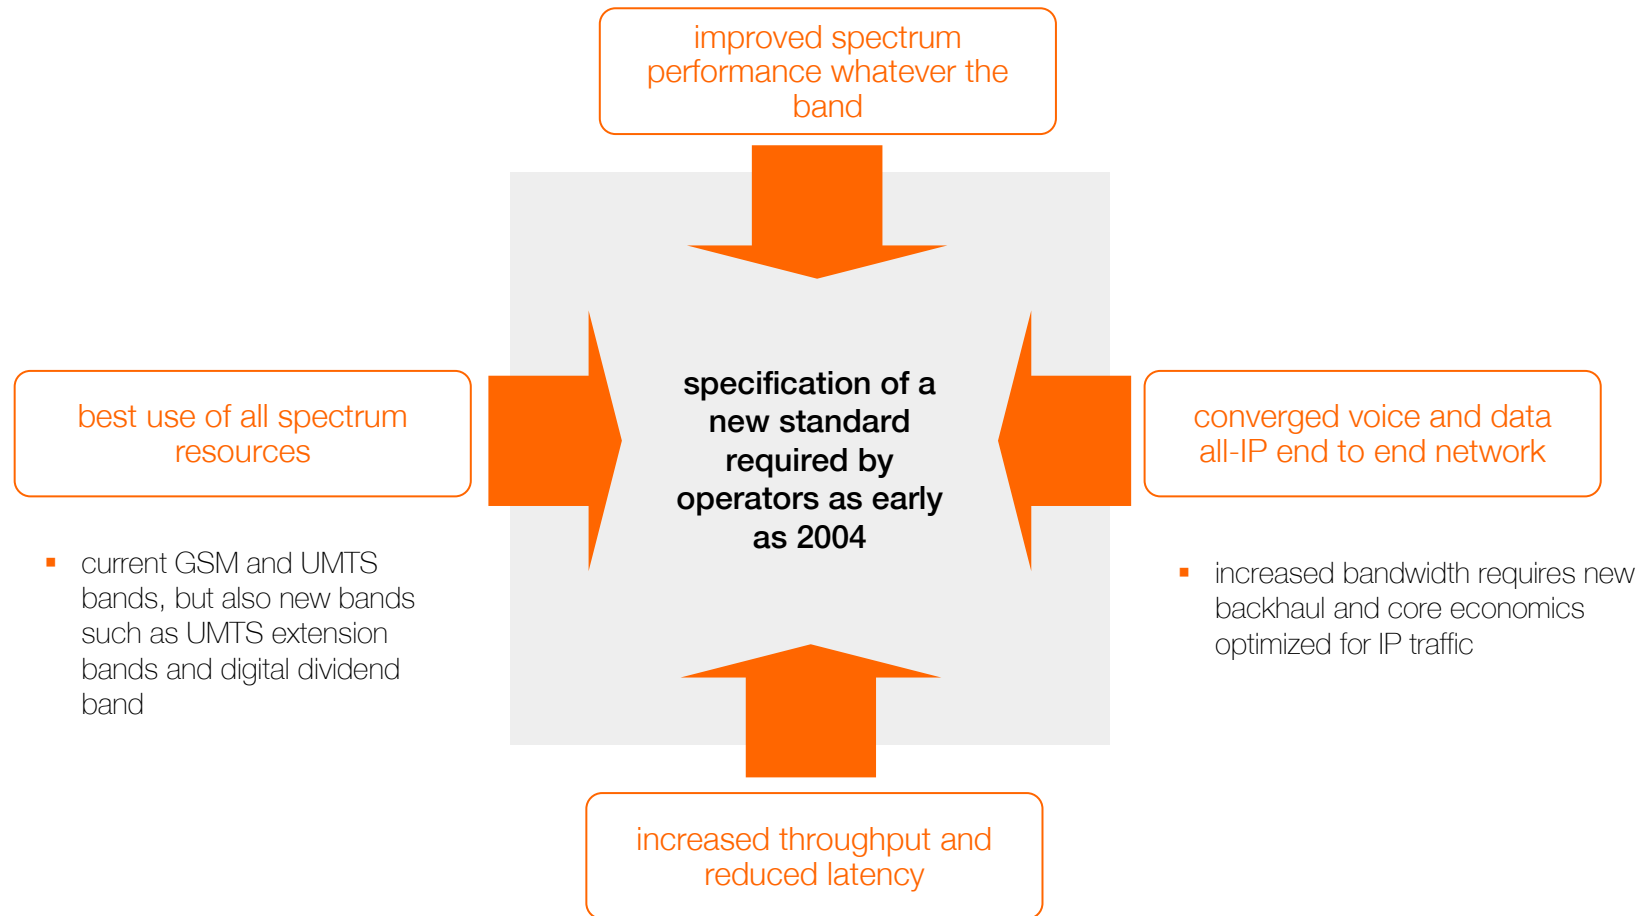 improved spectrum
performance whatever the
band
best use of all spectrum
resources
specification of a
new standard
required by
operators as early
as 2004
converged voice and data
all-IP end to end network
▪ current GSM and UMTS
bands, but also new bands
such as UMTS extension
bands and digital dividend
band
▪ increased bandwidth requires new
backhaul and core economics
optimized for IP traffic
increased throughput and
reduced latency